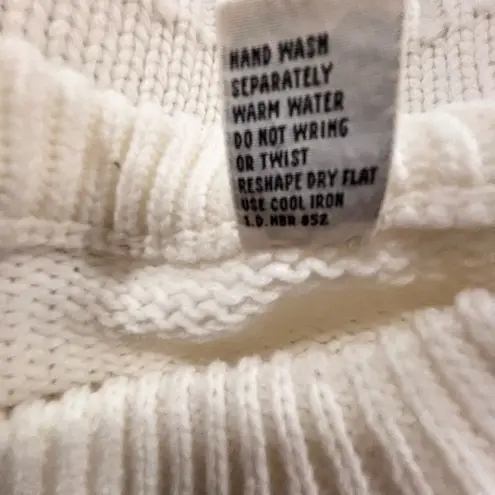 HAND WASH
SEPARATELY
WARM WATER
DO NOT WRING
OR TWIST
RESHAPE DRY FLAT
USE COOL IRON
I.D.NBR 852